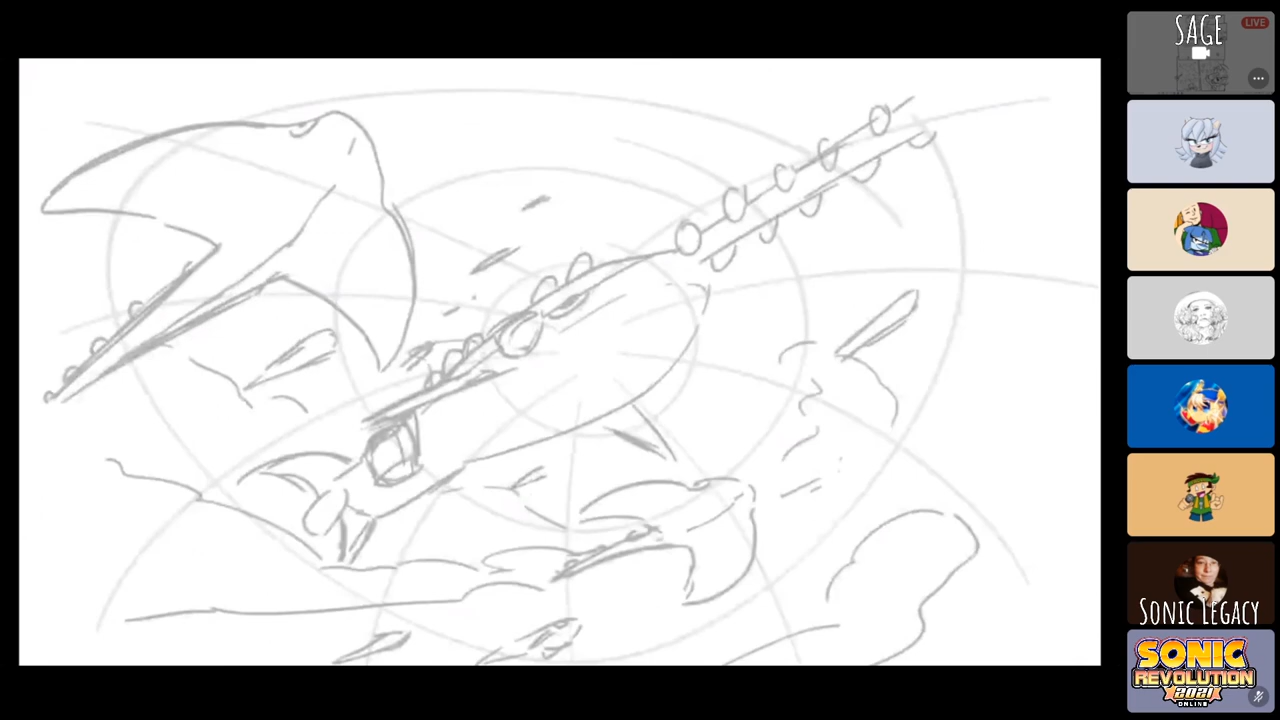 SAGE
LIVE
SONIC LEGACY
SONIC
REVOLUTION
2021
ONLINE